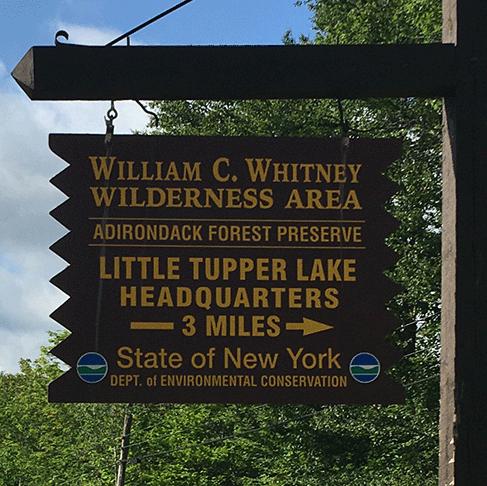 WILLIAM C. WHITNEY
WILDERNESS AREA
ADIRONDACK FOREST PRESERVE
LITTLE TUPPER LAKE
HEADQUARTERS
3 MILES
State of New York
DEPT. of ENVIRONMENTAL CONSERVATION